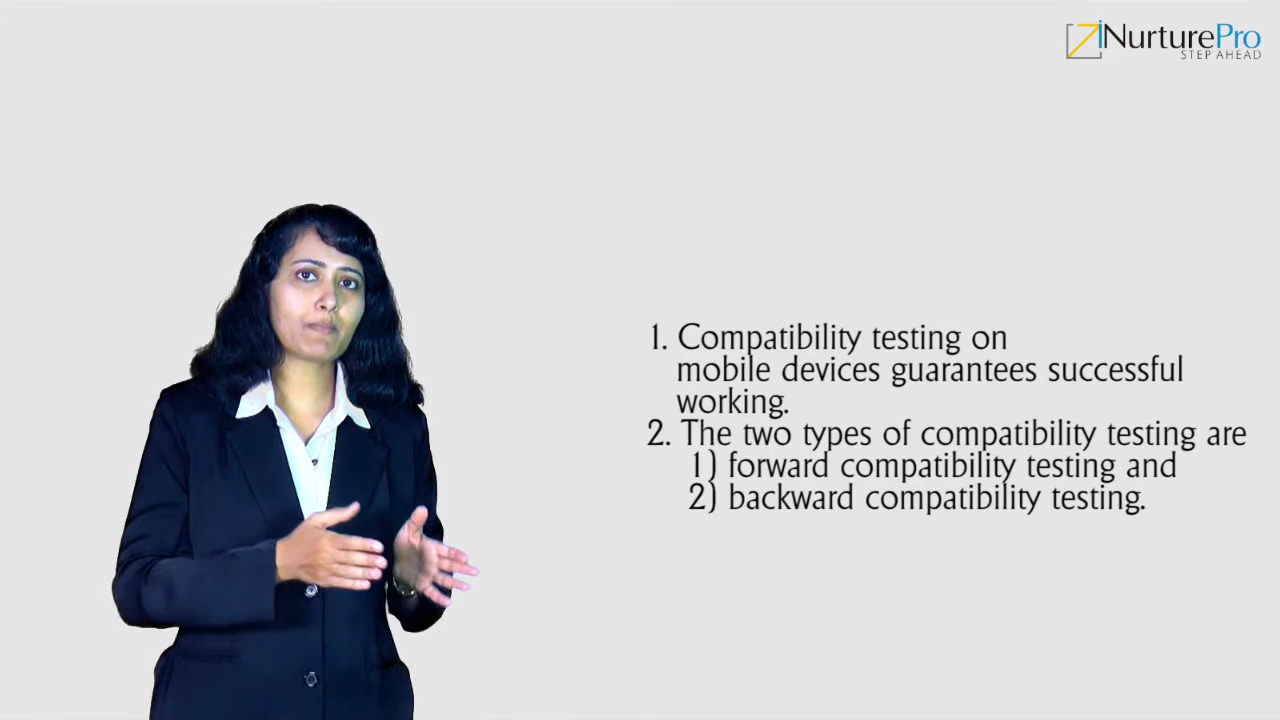 iNurturePro
STEP AHEAD
1. Compatibility testing on
mobile devices guarantees successful
working.
2. The two types of compatibility testing are
1) forward compatibility testing and
2) backward compatibility testing.